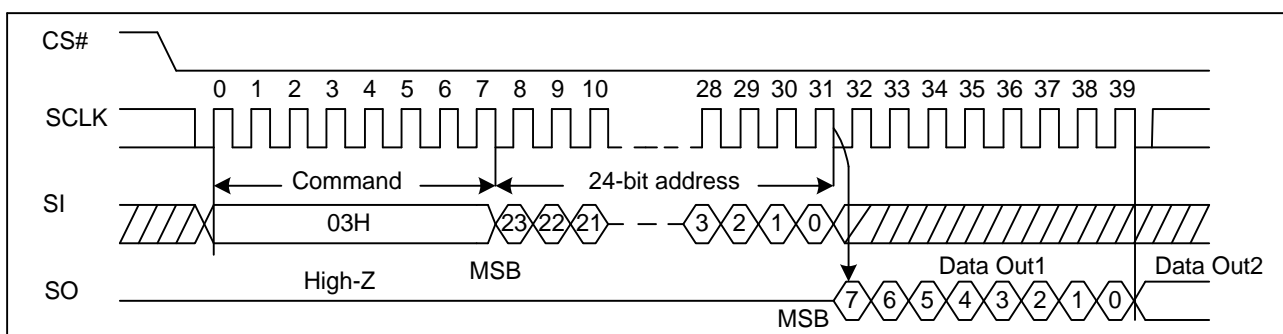 CS#
0 1 2 3 4 5 6 7 8 9 10 28 29 30 31 32 33 34 35 36 37 38 39
SCLK
Command 24-bit address
SI
03H 23 22 21 3 2 1 0
High-Z MSB Data Out1 Data Out2
SO
7 6 5 4 3 2 1 0
MSB